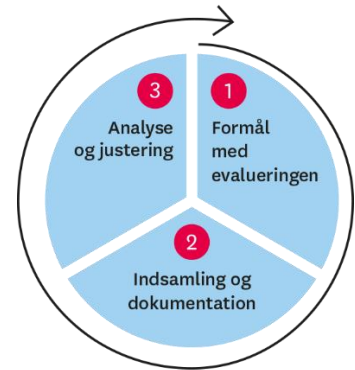 1
Formål
med
evalueringen
2
Indsamling og
dokumentation
3
Analyse
og justering